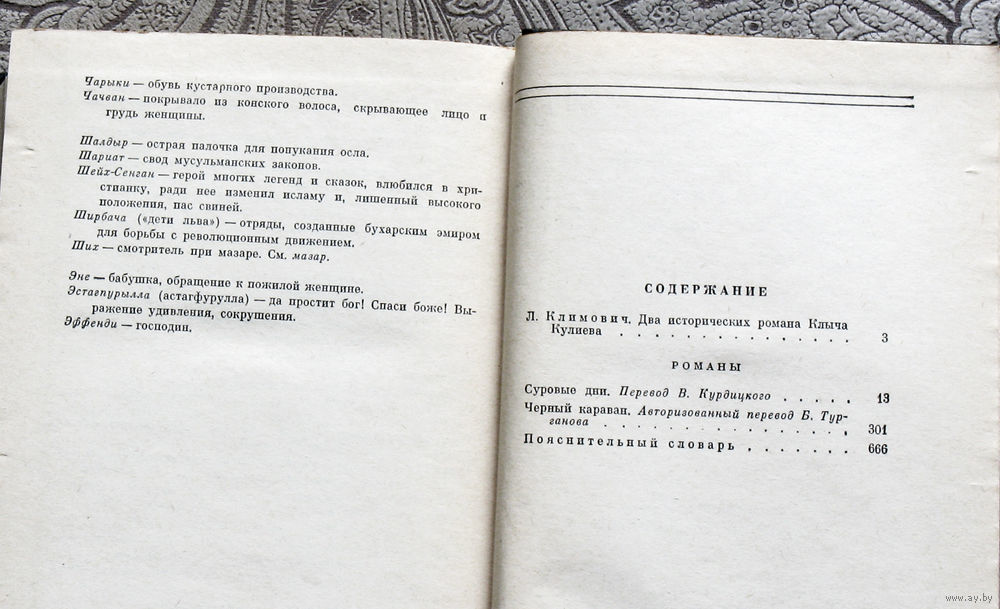 Чарыки — обувь кустарного производства.
Чачван — покрывало из конского волоса, скрывающее лицо и
грудь женщины.
Шалдыр — острая палочка для понукания осла.
Шариат — свод мусульманских законов.
Шейх-Сенган — герой многих легенд и сказок, влюбился в хри-
стианку, ради нее изменил исламу и, лишенный высокого
положения, пас свиней.
Ширбача («дети льва») — отряды, созданные бухарским эмиром
для борьбы с революционным движением.
Ших — смотритель при мазаре. См. мазар.
Эне — бабушка, обращение к пожилой женщине.
Эстагпурылла (астагфурулла) — да простит бог! Спаси боже! Вы-
ражение удивления, сокрушения.
Эффенди — господин.
СОДЕРЖАНИЕ
Л. Климович. Два исторических романа Клыча
Кулиева . . . . . . . . . . . . . . . 3
РОМАНЫ
Суровые дни. Перевод В. Курдицкого . . . . . 13
Черный караван. Авторизованный перевод Б. Тур-
ганова . . . . . . . . . . . . . . . . 301
Пояснительный словарь . . . . . . . 666
www.ay.by